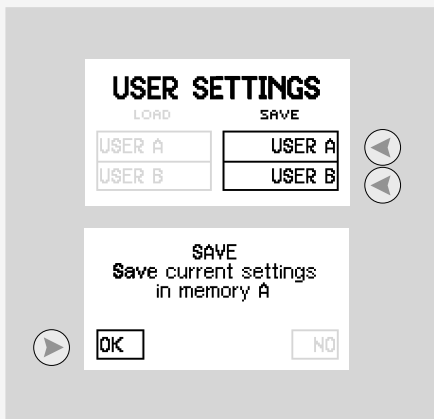 USER SETTINGS
LOAD SAVE
USER A USER A
USER B USER B
SAVE
Save current settings
in memory A
OK NO